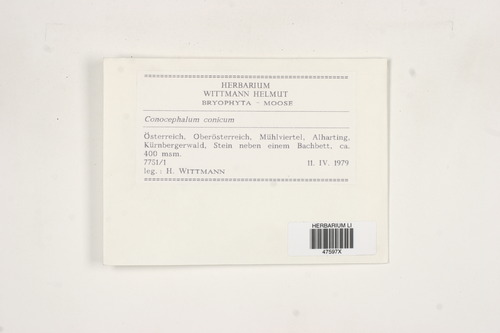 HERBARIUM
WITTMANN HELMUT
BRYOPHYTA - MOOSE
Conocephalum conicum
Österreich, Oberösterreich, Mühlviertel, Alharting,
Kürnbergerwald, Stein neben einem Bachbett, ca.
400 msm.
7751/1 11. IV. 1979
leg.: H. WITTMANN
HERBARIUM LI
47597X